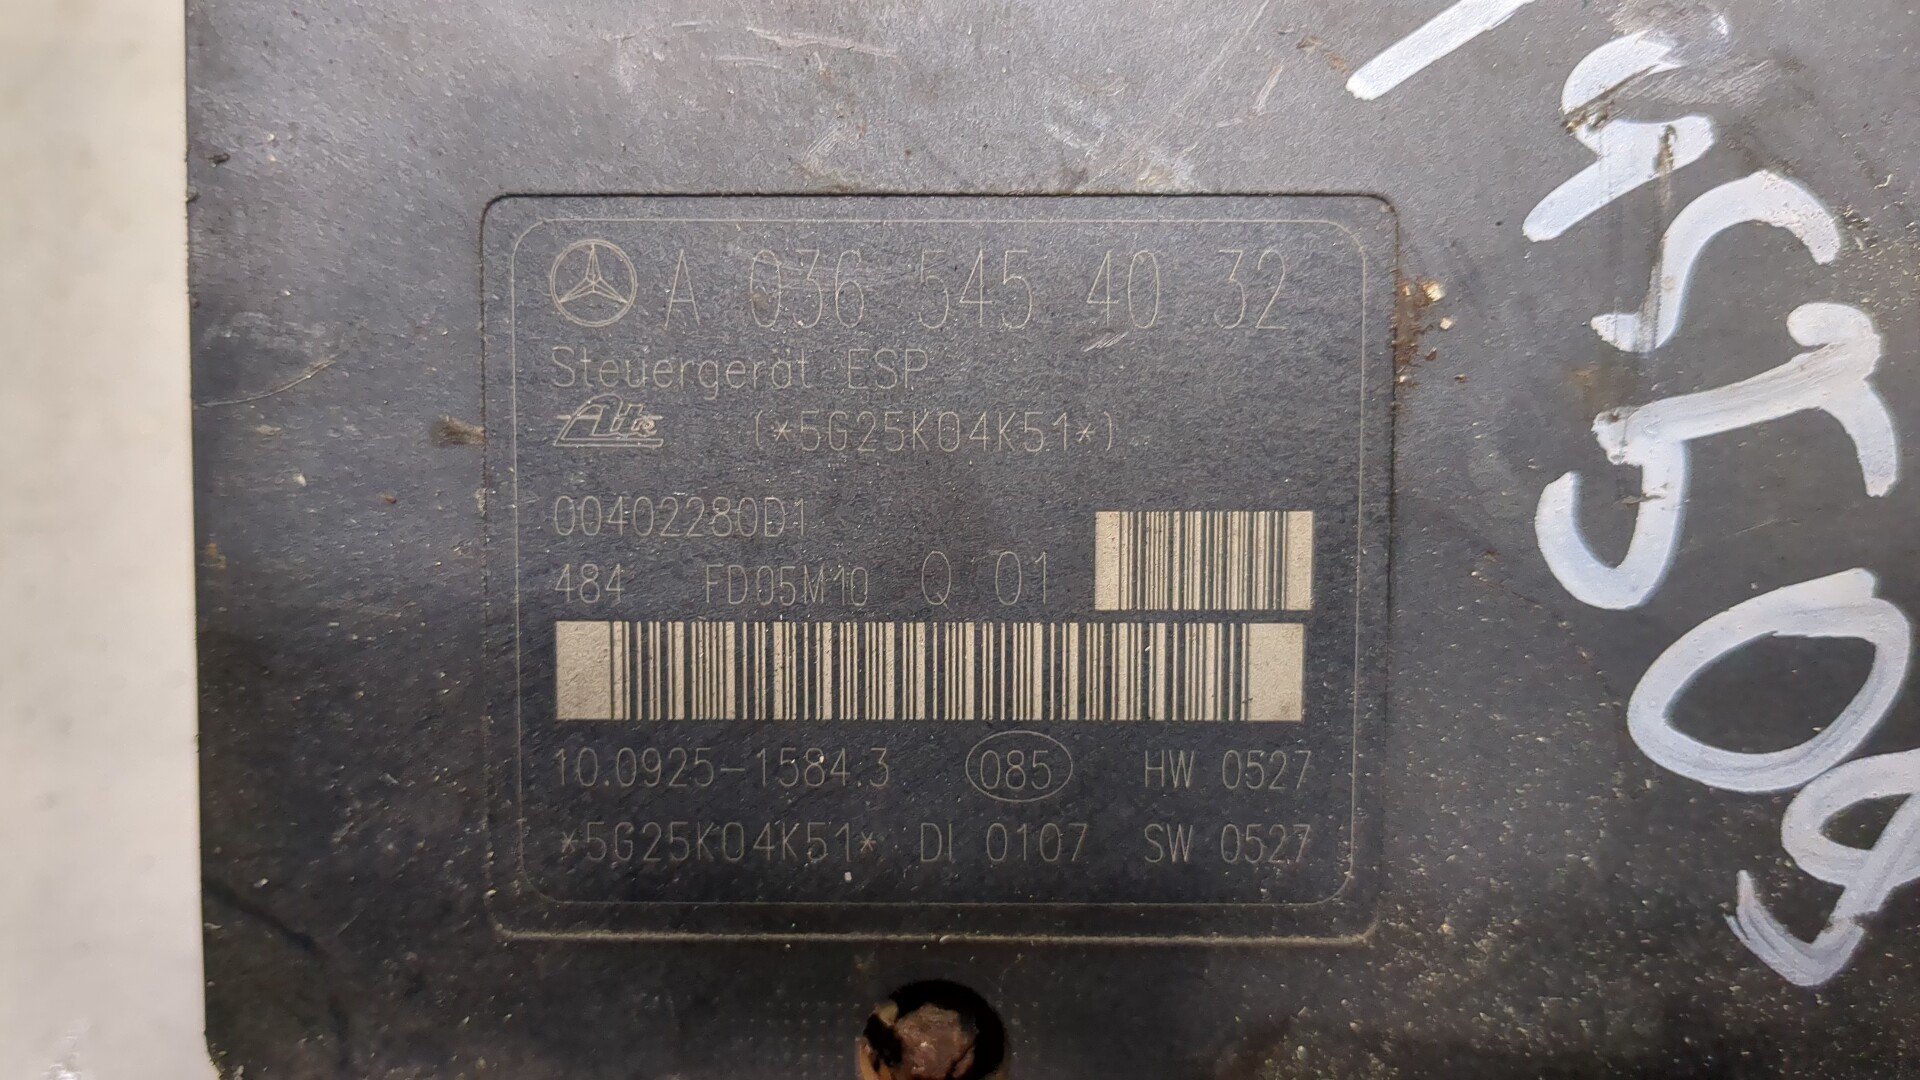 A 036 545 40 32
Steuergerät ESP
Ate (*5G25K04K51*)
00402280D1
484 FD05M10 Q 01
10.0925-1584.3 085 HW 0527
*5G25K04K51* DI 0107 SW 0527